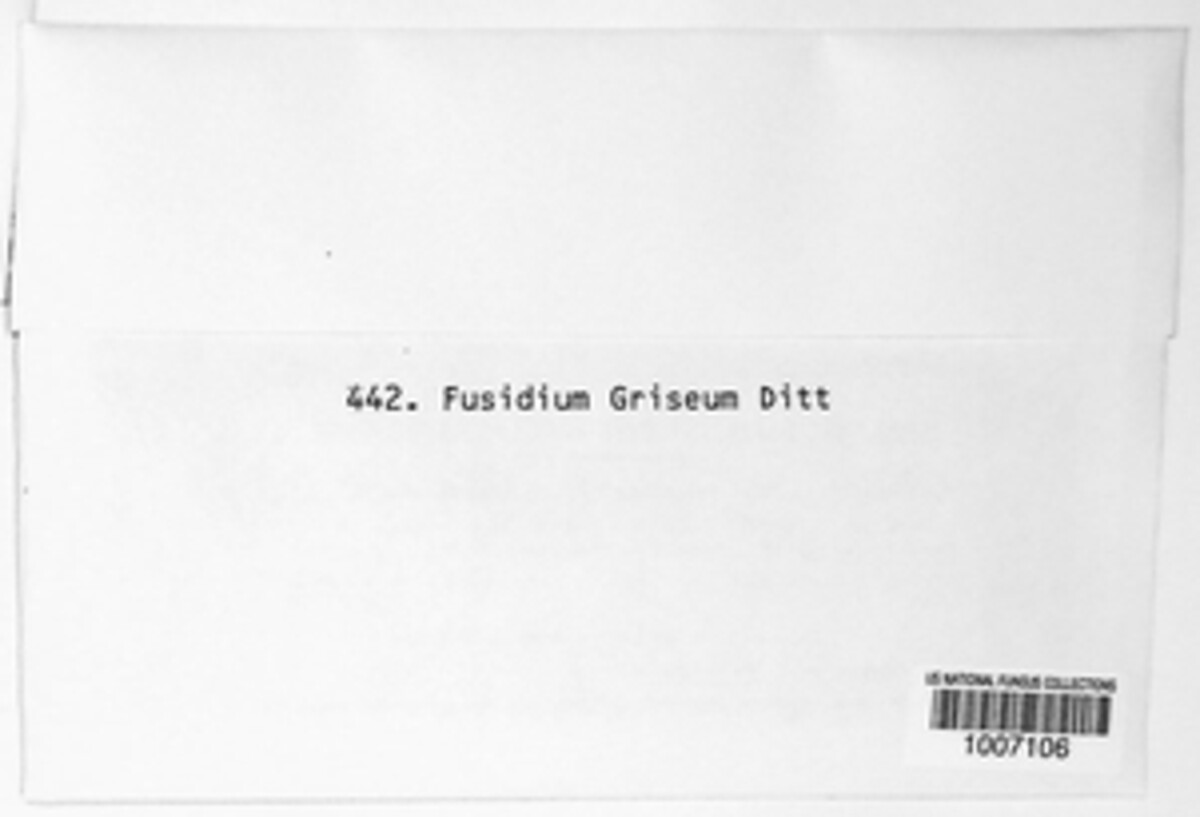 442. Fusidium Griseum Ditt
US NATIONAL FUNGUS COLLECTIONS
1007106